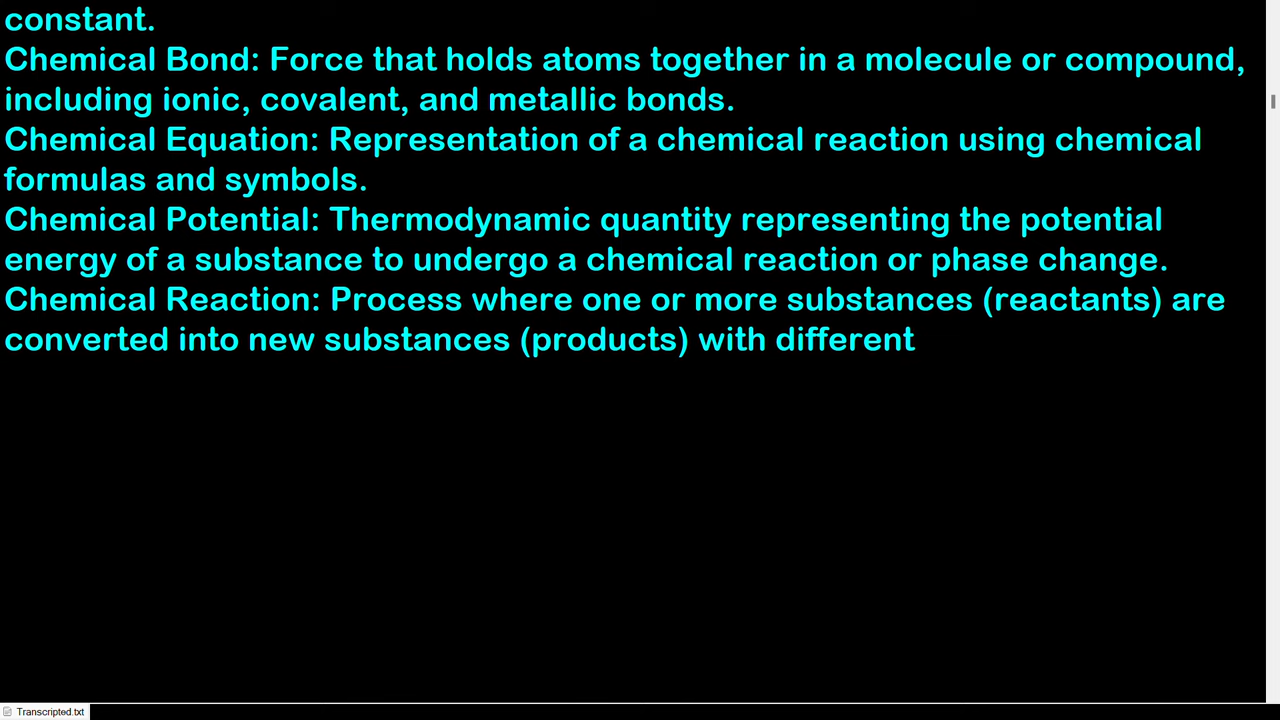 constant.
Chemical Bond: Force that holds atoms together in a molecule or compound,
including ionic, covalent, and metallic bonds.
Chemical Equation: Representation of a chemical reaction using chemical
formulas and symbols.
Chemical Potential: Thermodynamic quantity representing the potential
energy of a substance to undergo a chemical reaction or phase change.
Chemical Reaction: Process where one or more substances (reactants) are
converted into new substances (products) with different
Transcripted.txt